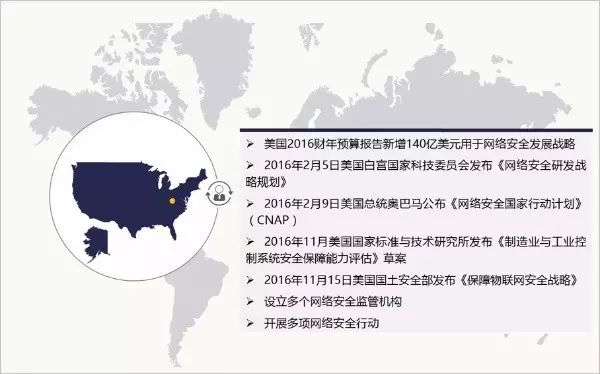 ➢ 美国2016财年预算报告新增140亿美元用于网络安全发展战略
➢ 2016年2月5日美国白宫国家科技委员会发布《网络安全研发战
略规划》
➢ 2016年2月9日美国总统奥巴马公布《网络安全国家行动计划》
（CNAP）
➢ 2016年11月美国国家标准与技术研究所发布《制造业与工业控
制系统安全保障能力评估》草案
➢ 2016年11月15日美国国土安全部发布《保障物联网安全战略》
➢ 设立多个网络安全监管机构
➢ 开展多项网络安全行动